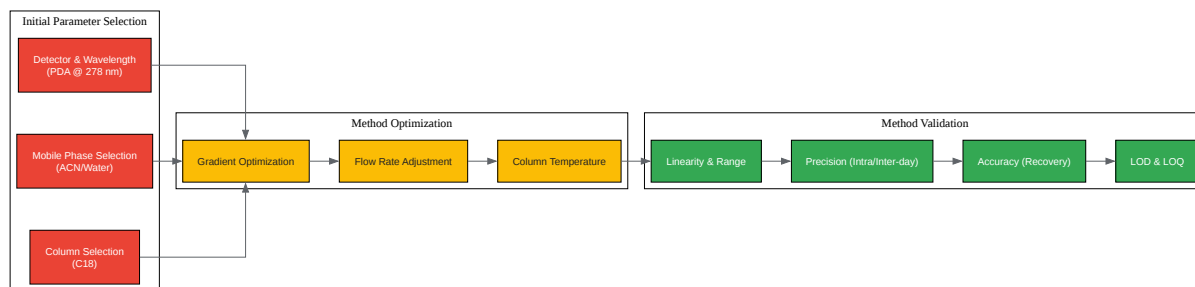 Initial Parameter Selection
Detector & Wavelength
(PDA @ 278 nm)
Mobile Phase Selection
(ACN/Water)
Column Selection
(C18)
Method Optimization
Gradient Optimization
Flow Rate Adjustment
Column Temperature
Method Validation
Linearity & Range
Precision (Intra/Inter-day)
Accuracy (Recovery)
LOD & LOQ